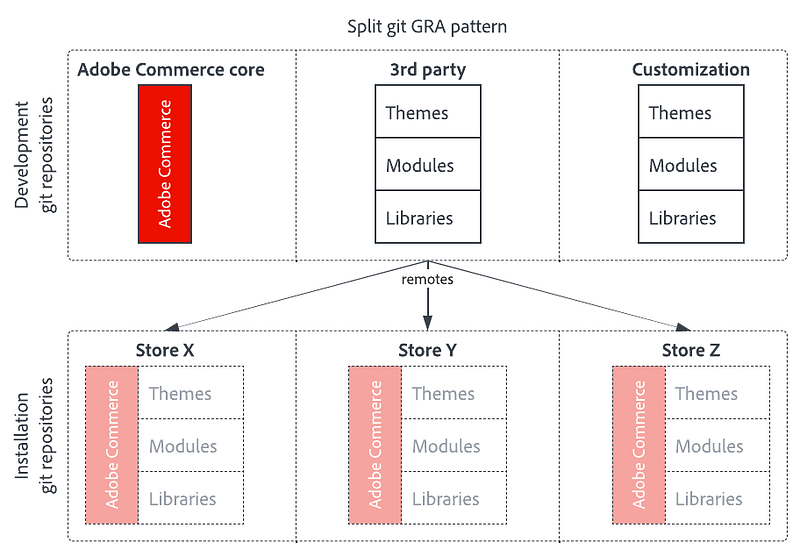 Split git GRA pattern
Development
git repositories
Adobe Commerce core
Adobe Commerce
3rd party
Themes
Modules
Libraries
Customization
Themes
Modules
Libraries
remotes
Installation
git repositories
Store X
Adobe Commerce
Themes
Modules
Libraries
Store Y
Adobe Commerce
Themes
Modules
Libraries
Store Z
Adobe Commerce
Themes
Modules
Libraries